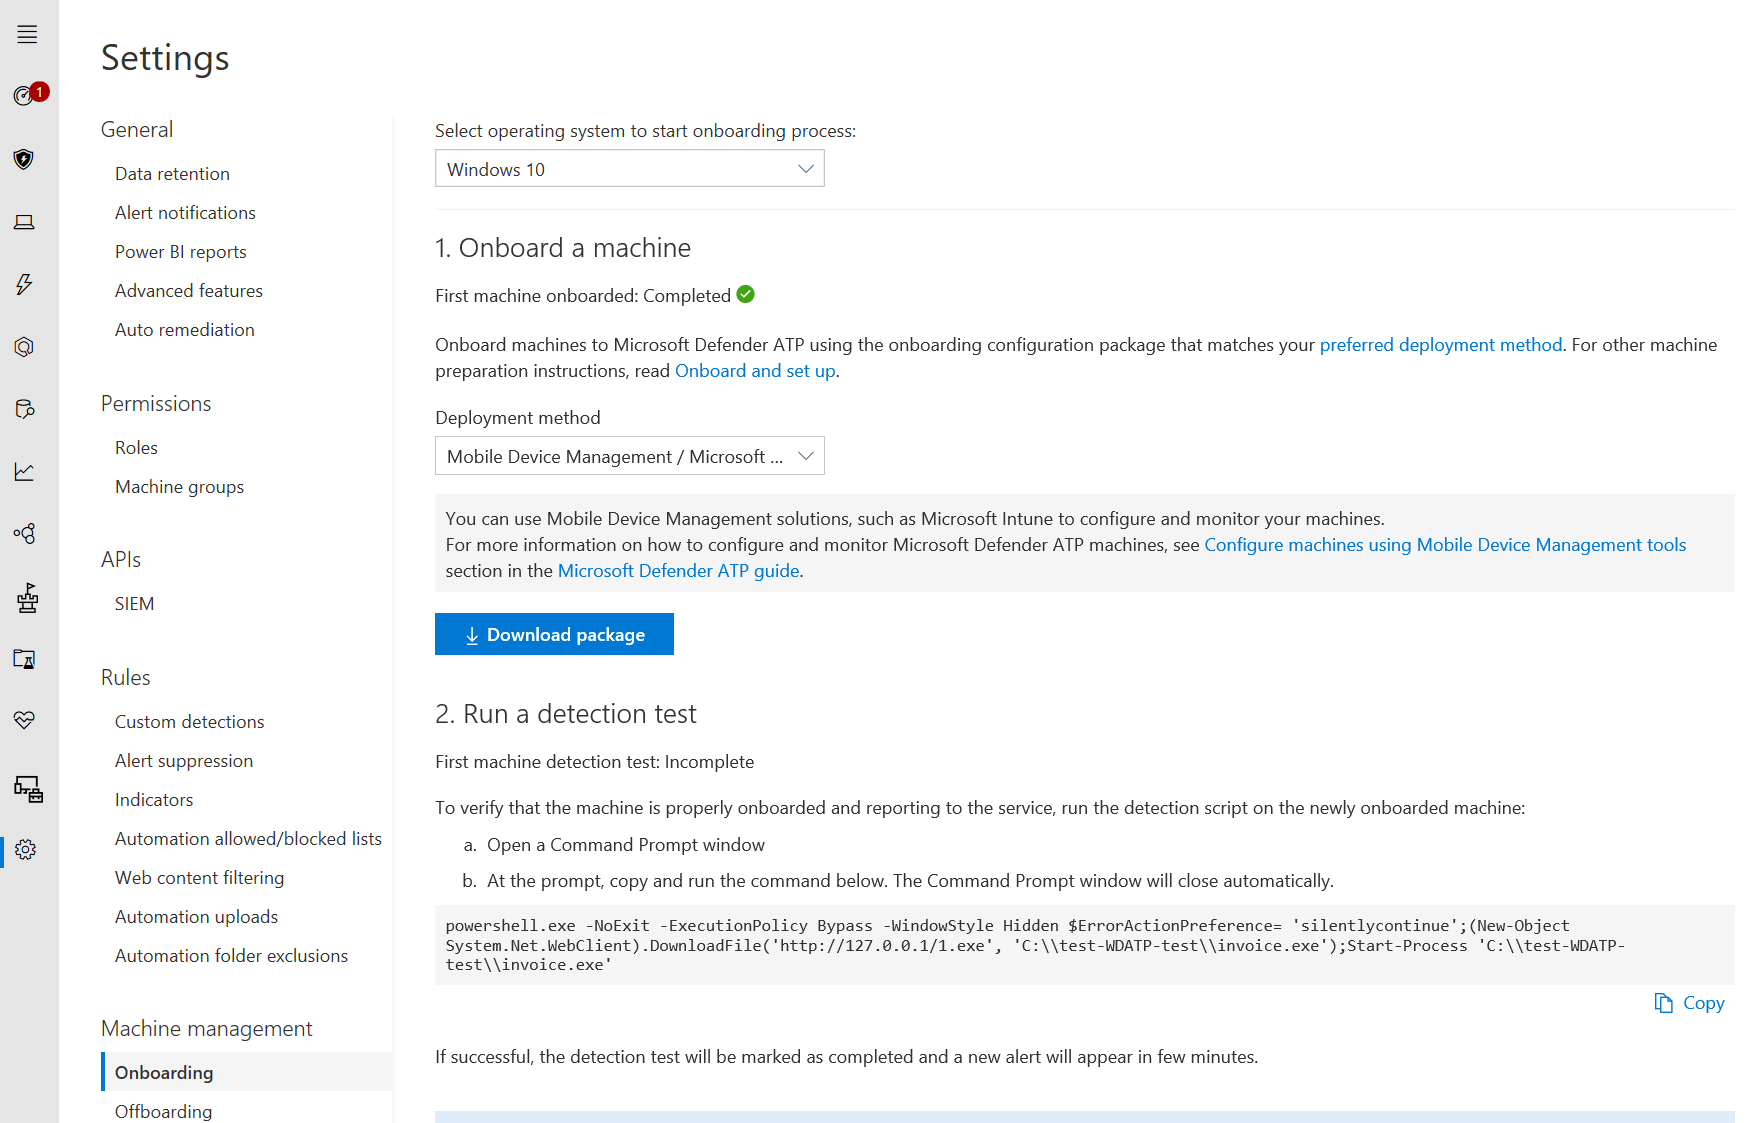 Settings
1
General
Data retention
Alert notifications
Power BI reports
Advanced features
Auto remediation
Permissions
Roles
Machine groups
APIs
SIEM
Rules
Custom detections
Alert suppression
Indicators
Automation allowed/blocked lists
Web content filtering
Automation uploads
Automation folder exclusions
Machine management
Onboarding
Offboarding
Select operating system to start onboarding process:
Windows 10
1. Onboard a machine
First machine onboarded: Completed
Onboard machines to Microsoft Defender ATP using the onboarding configuration package that matches your preferred deployment method. For other machine
preparation instructions, read Onboard and set up.
Deployment method
Mobile Device Management / Microsoft ...
You can use Mobile Device Management solutions, such as Microsoft Intune to configure and monitor your machines.
For more information on how to configure and monitor Microsoft Defender ATP machines, see Configure machines using Mobile Device Management tools
section in the Microsoft Defender ATP guide.
Download package
2. Run a detection test
First machine detection test: Incomplete
To verify that the machine is properly onboarded and reporting to the service, run the detection script on the newly onboarded machine:
a. Open a Command Prompt window
b. At the prompt, copy and run the command below. The Command Prompt window will close automatically.
powershell.exe -NoExit -ExecutionPolicy Bypass -WindowStyle Hidden $ErrorActionPreference= 'silentlycontinue';(New-Object
System.Net.WebClient).DownloadFile('http://127.0.0.1/1.exe', 'C:\\test-WDATP-test\\invoice.exe');Start-Process 'C:\\test-WDATP-
test\\invoice.exe'
Copy
If successful, the detection test will be marked as completed and a new alert will appear in few minutes.